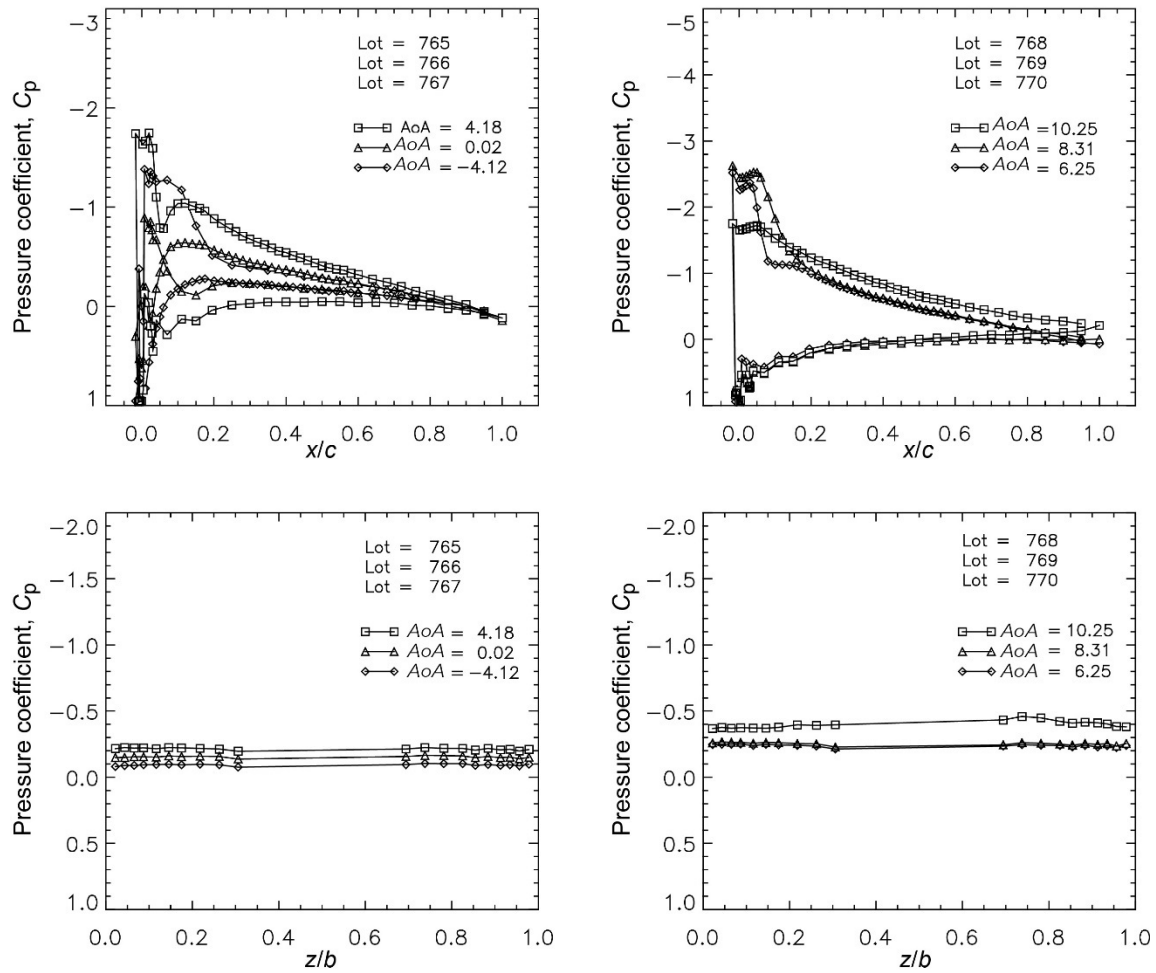 Pressure coefficient, Cp
−3
−2
−1
0
1
Lot = 765
Lot = 766
Lot = 767
AoA = 4.18
AoA = 0.02
AoA = −4.12
0.0 0.2 0.4 0.6 0.8 1.0
x/c
Pressure coefficient, Cp
−5
−4
−3
−2
−1
0
1
Lot = 768
Lot = 769
Lot = 770
AoA =10.25
AoA = 8.31
AoA = 6.25
0.0 0.2 0.4 0.6 0.8 1.0
x/c
Pressure coefficient, Cp
−2.0
−1.5
−1.0
−0.5
0.0
0.5
1.0
Lot = 765
Lot = 766
Lot = 767
AoA = 4.18
AoA = 0.02
AoA = −4.12
0.0 0.2 0.4 0.6 0.8 1.0
z/b
Pressure coefficient, Cp
−2.0
−1.5
−1.0
−0.5
0.0
0.5
1.0
Lot = 768
Lot = 769
Lot = 770
AoA = 10.25
AoA = 8.31
AoA = 6.25
0.0 0.2 0.4 0.6 0.8 1.0
z/b